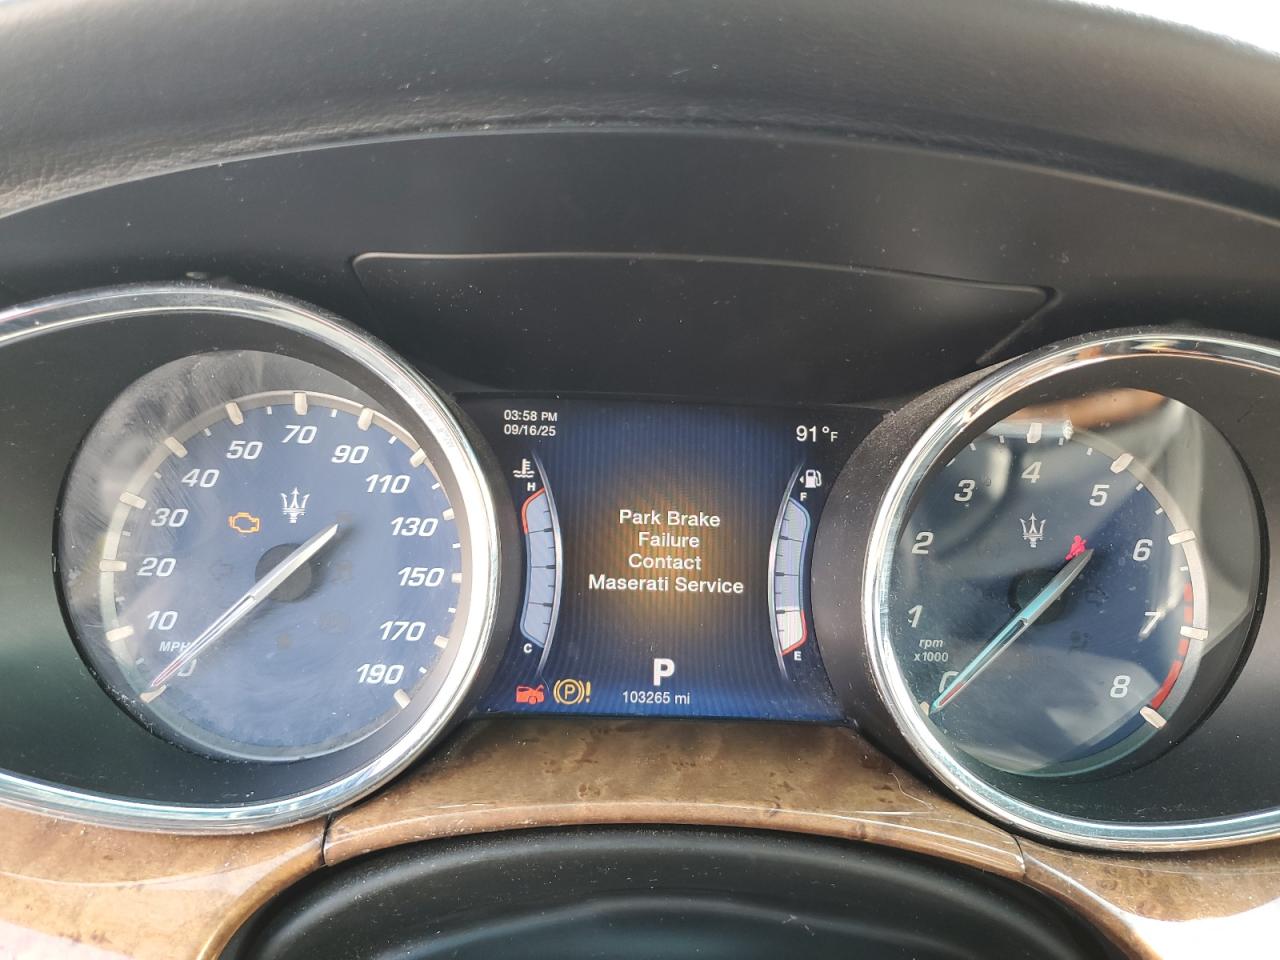 03:58 PM
09/16/25
91°F
H
F
Park Brake
Failure
Contact
Maserati Service
C
E
P
P !
103265 mi
0
10
20
30
40
50
70
90
110
130
150
170
190
MPH
0
1
2
3
4
5
6
7
8
rpm
x1000